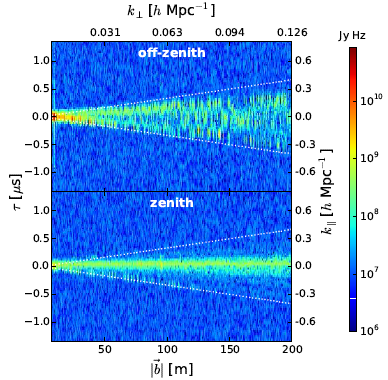 k⊥ [h Mpc⁻¹]
0.031 0.063 0.094 0.126
Jy Hz
off-zenith
1.0 0.5 0.0 −0.5 −1.0
0.6 0.3 0.0 −0.3 −0.6
zenith
1.0 0.5 0.0 −0.5 −1.0
0.6 0.3 0.0 −0.3 −0.6
τ [μs]
k∥ [h Mpc⁻¹]
10¹⁰
10⁹
10⁸
10⁷
10⁶
50 100 150 200
|b⃗| [m]